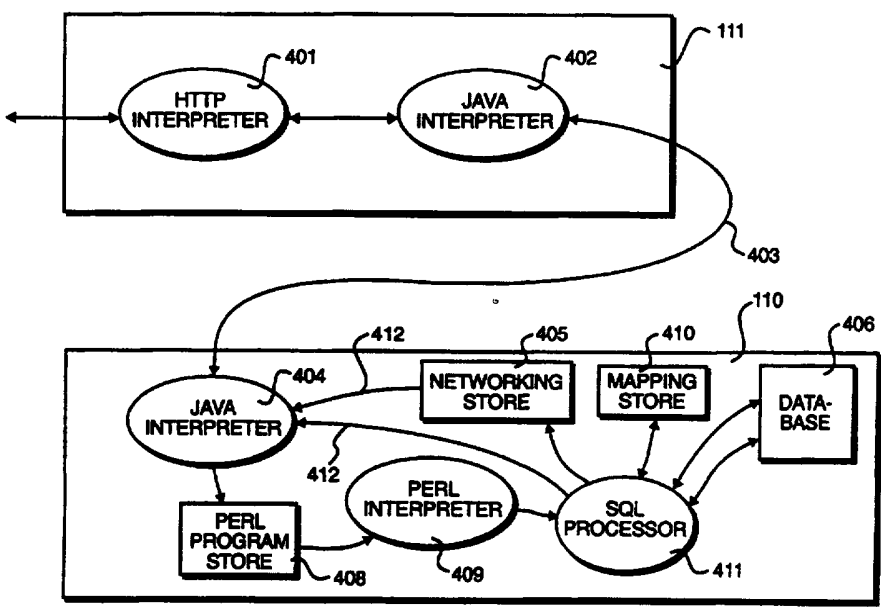 111
401
402
HTTP
INTERPRETER
JAVA
INTERPRETER
403
110
412
405
410
406
404
NETWORKING
STORE
MAPPING
STORE
DATA-
BASE
JAVA
INTERPRETER
412
PERL
INTERPRETER
SQL
PROCESSOR
PERL
PROGRAM
STORE
408
409
411